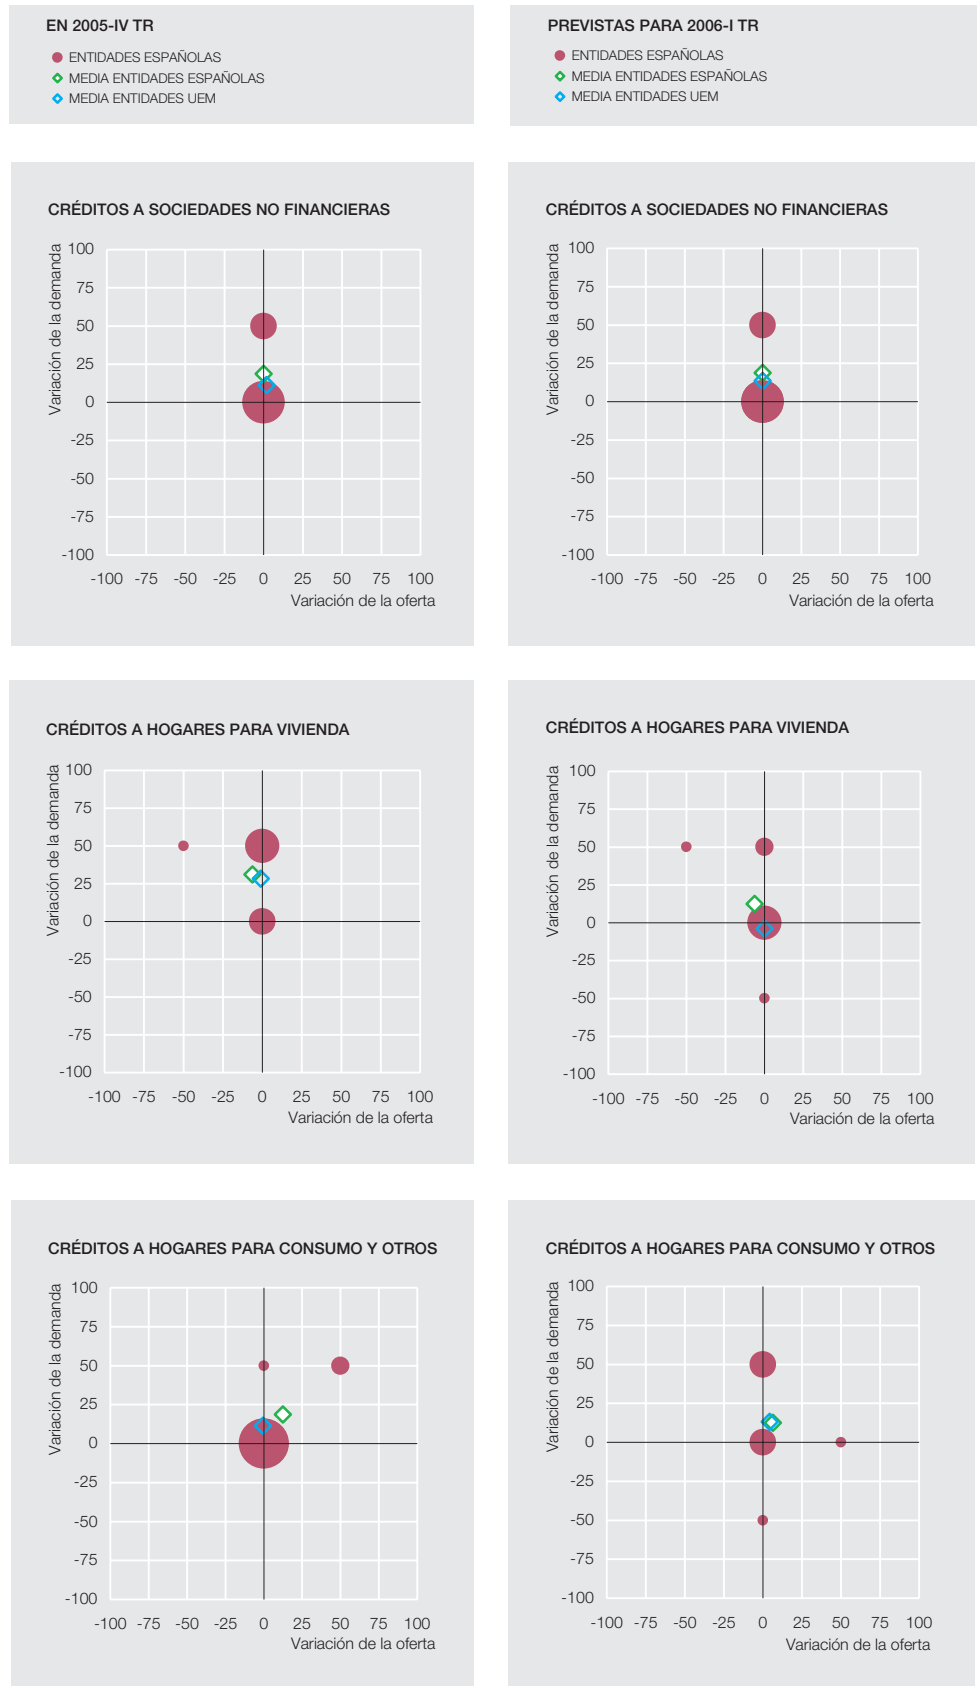 EN 2005-IV TR
ENTIDADES ESPAÑOLAS
MEDIA ENTIDADES ESPAÑOLAS
MEDIA ENTIDADES UEM
PREVISTAS PARA 2006-I TR
ENTIDADES ESPAÑOLAS
MEDIA ENTIDADES ESPAÑOLAS
MEDIA ENTIDADES UEM
CRÉDITOS A SOCIEDADES NO FINANCIERAS
Variación de la demanda
100
75
50
25
0
-25
-50
-75
-100
-100 -75 -50 -25 0 25 50 75 100
Variación de la oferta
CRÉDITOS A SOCIEDADES NO FINANCIERAS
Variación de la demanda
100
75
50
25
0
-25
-50
-75
-100
-100 -75 -50 -25 0 25 50 75 100
Variación de la oferta
CRÉDITOS A HOGARES PARA VIVIENDA
Variación de la demanda
100
75
50
25
0
-25
-50
-75
-100
-100 -75 -50 -25 0 25 50 75 100
Variación de la oferta
CRÉDITOS A HOGARES PARA VIVIENDA
Variación de la demanda
100
75
50
25
0
-25
-50
-75
-100
-100 -75 -50 -25 0 25 50 75 100
Variación de la oferta
CRÉDITOS A HOGARES PARA CONSUMO Y OTROS
Variación de la demanda
100
75
50
25
0
-25
-50
-75
-100
-100 -75 -50 -25 0 25 50 75 100
Variación de la oferta
CRÉDITOS A HOGARES PARA CONSUMO Y OTROS
Variación de la demanda
100
75
50
25
0
-25
-50
-75
-100
-100 -75 -50 -25 0 25 50 75 100
Variación de la oferta